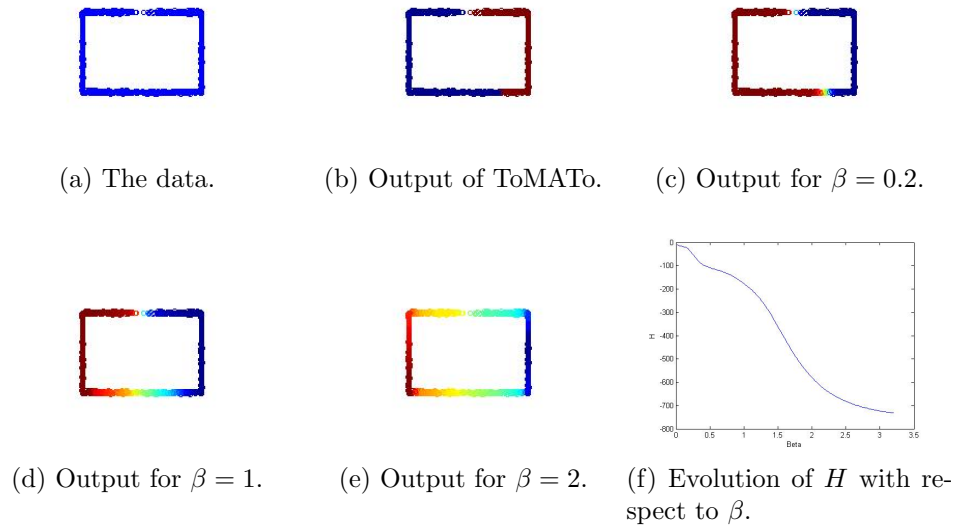 (a) The data.
(b) Output of ToMATo.
(c) Output for β = 0.2.
(d) Output for β = 1.
(e) Output for β = 2.
0
-100
-200
-300
-400
-500
-600
-700
-800
H
0 0.5 1 1.5 2 2.5 3 3.5
Beta
(f) Evolution of H with re-
spect to β.